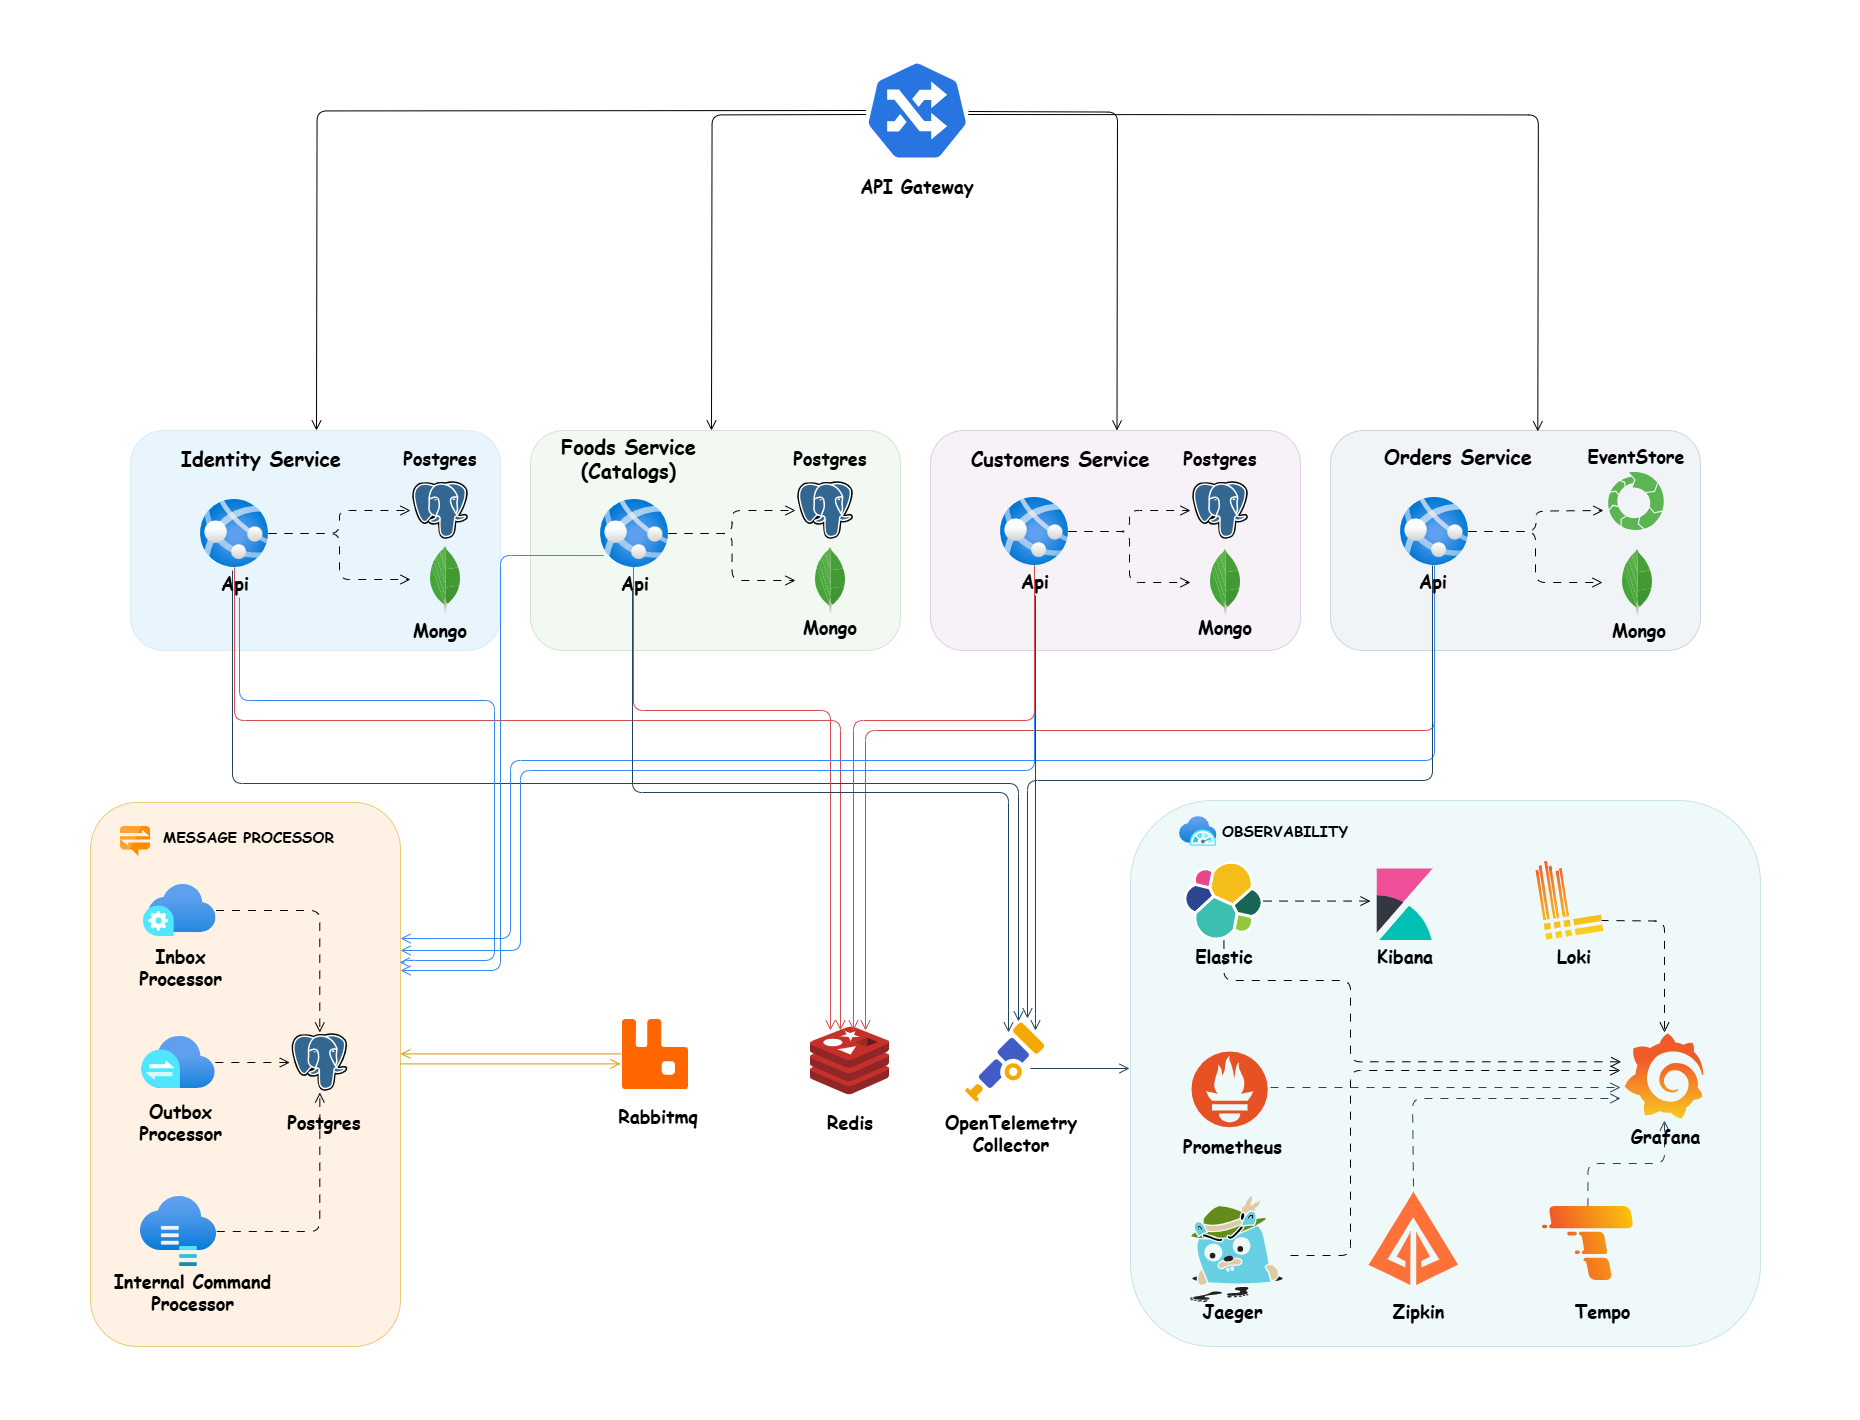 API Gateway
Identity Service
Postgres
Api
Mongo
Foods Service
(Catalogs)
Postgres
Api
Mongo
Customers Service
Postgres
Api
Mongo
Orders Service
EventStore
Api
Mongo
MESSAGE PROCESSOR
Inbox
Processor
Outbox
Processor
Postgres
Internal Command
Processor
Rabbitmq
Redis
OpenTelemetry
Collector
OBSERVABILITY
Elastic
Kibana
Loki
Prometheus
Grafana
Jaeger
Zipkin
Tempo